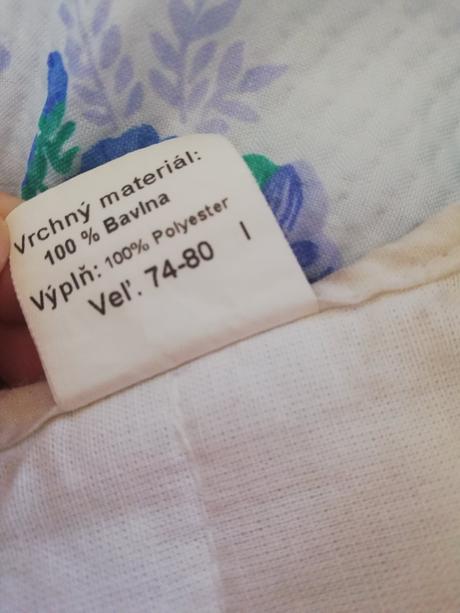 Vrchný materiál:
100 % Bavlna
Výplň: 100% Polyester
Veľ. 74-80 I